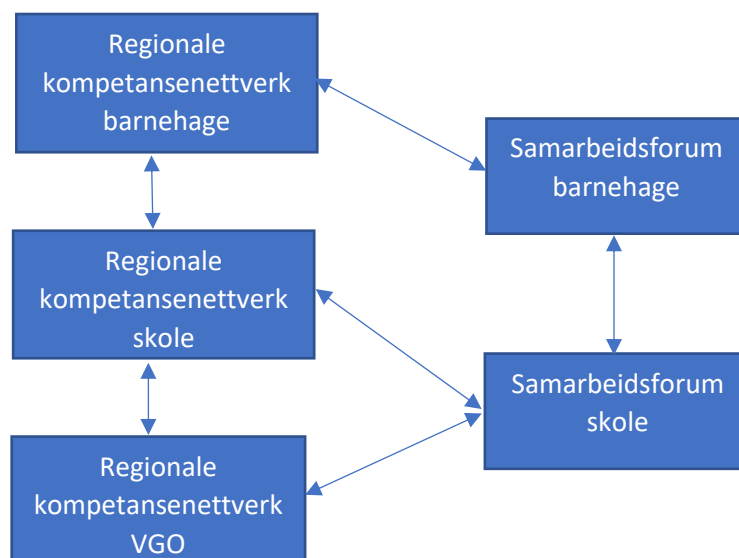 Regionale
kompetansenettverk
barnehage
Samarbeidsforum
barnehage
Regionale
kompetansenettverk
skole
Samarbeidsforum
skole
Regionale
kompetansenettverk
VGO